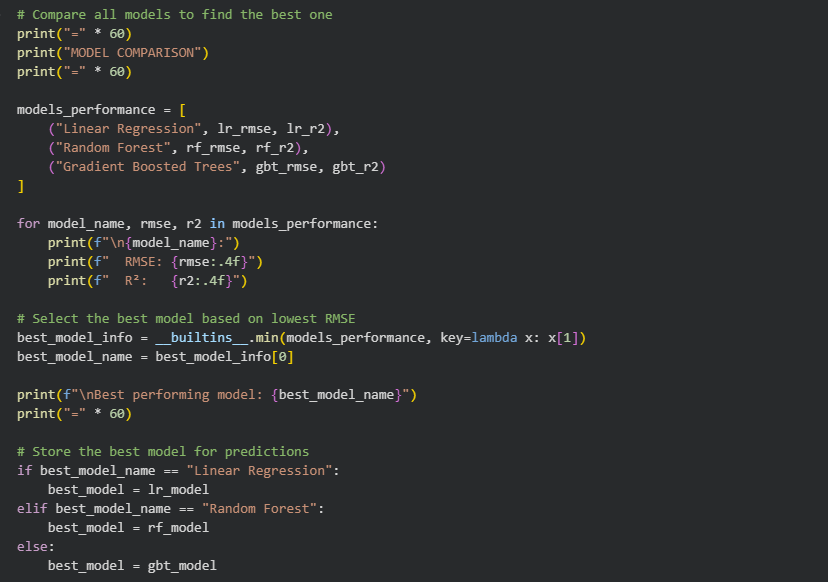 # Compare all models to find the best one
print("=" * 60)
print("MODEL COMPARISON")
print("=" * 60)

models_performance = [
    ("Linear Regression", lr_rmse, lr_r2),
    ("Random Forest", rf_rmse, rf_r2),
    ("Gradient Boosted Trees", gbt_rmse, gbt_r2)
]

for model_name, rmse, r2 in models_performance:
    print(f"\n{model_name}:")
    print(f"  RMSE: {rmse:.4f}")
    print(f"  R²:   {r2:.4f}")

# Select the best model based on lowest RMSE
best_model_info = __builtins__.min(models_performance, key=lambda x: x[1])
best_model_name = best_model_info[0]

print(f"\nBest performing model: {best_model_name}")
print("=" * 60)

# Store the best model for predictions
if best_model_name == "Linear Regression":
    best_model = lr_model
elif best_model_name == "Random Forest":
    best_model = rf_model
else:
    best_model = gbt_model